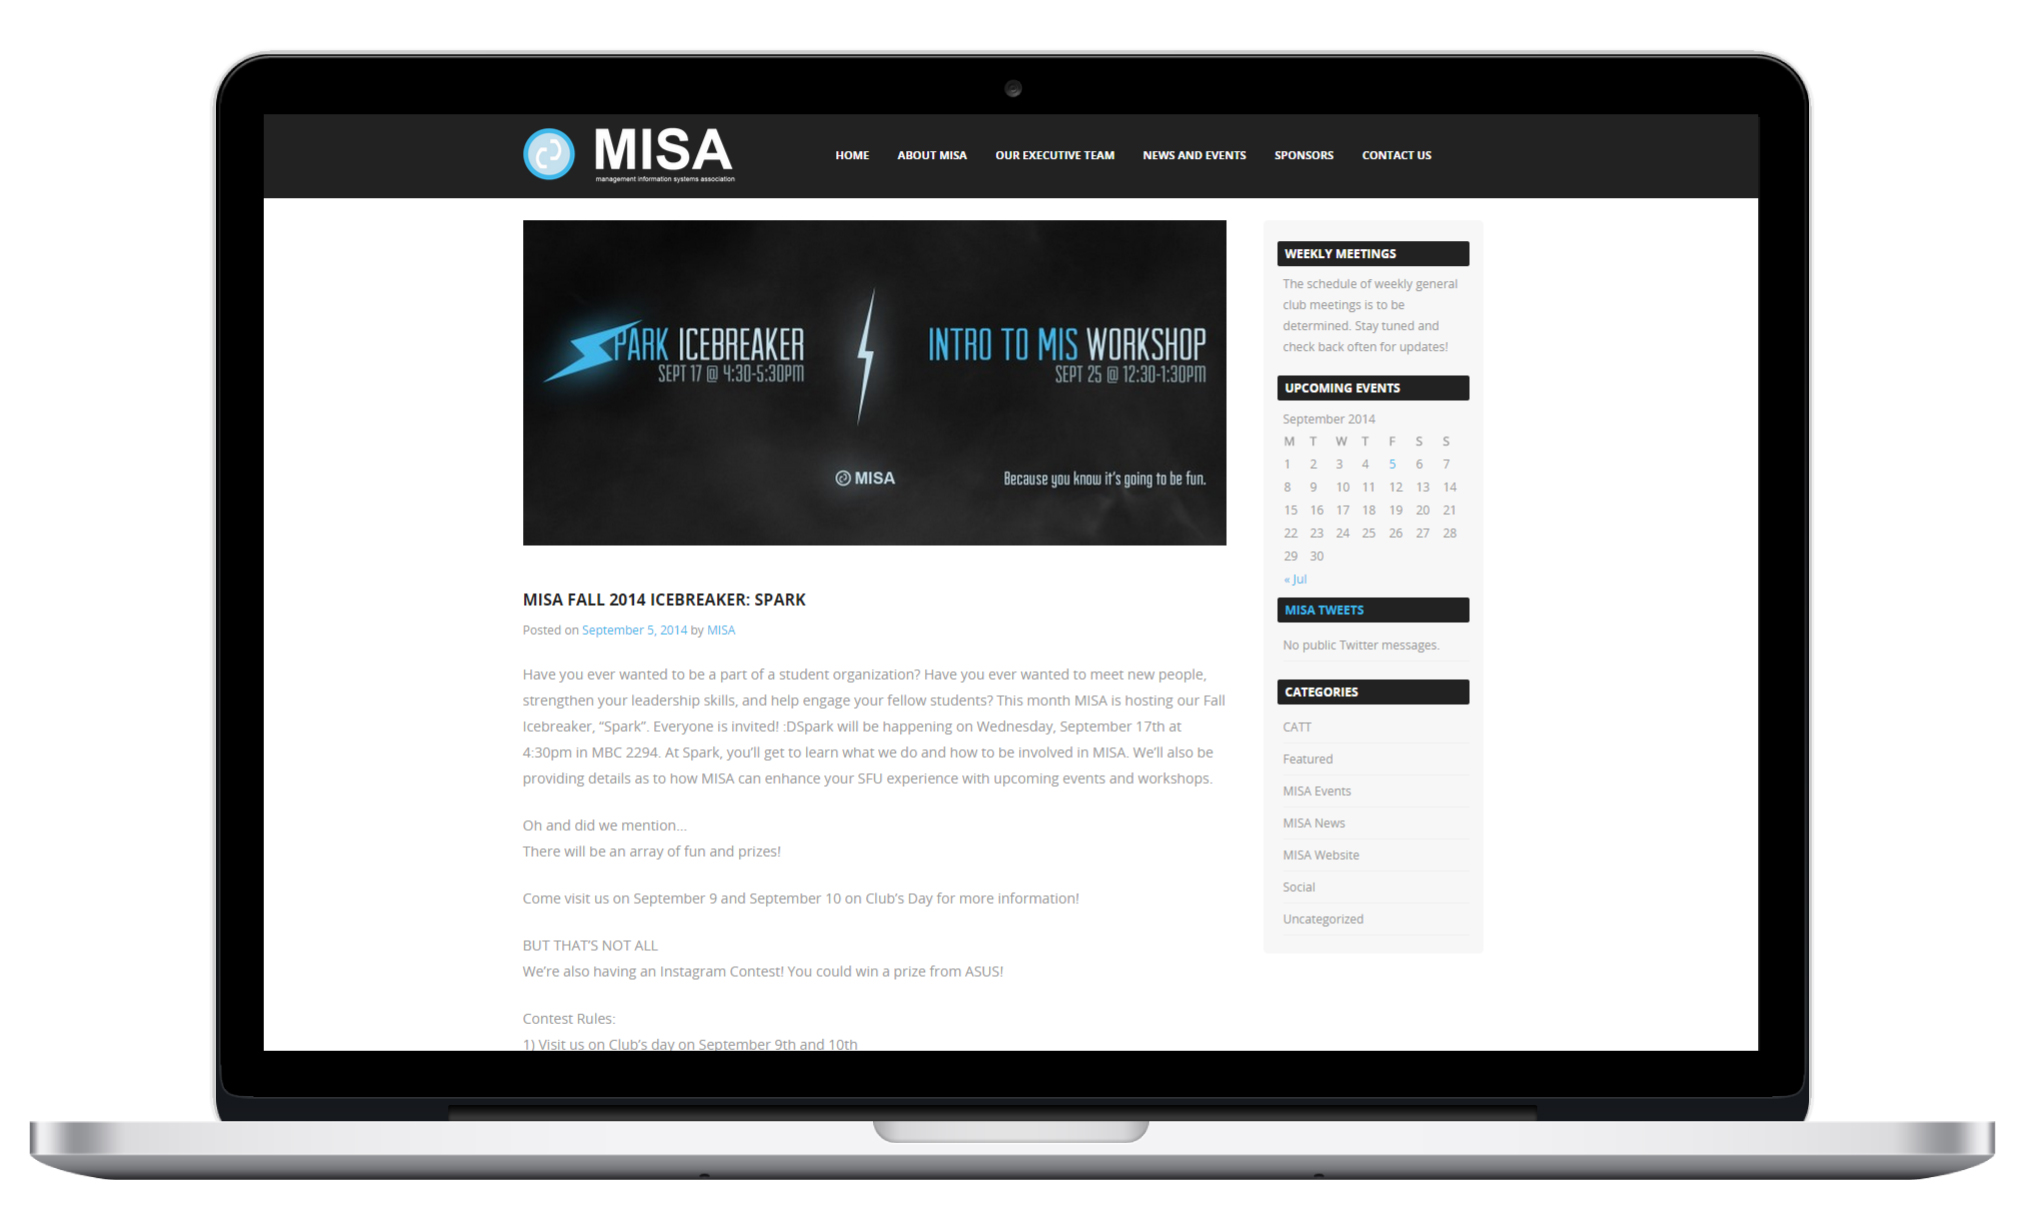 MISA
management information systems association
HOME ABOUT MISA OUR EXECUTIVE TEAM NEWS AND EVENTS SPONSORS CONTACT US
SPARK ICEBREAKER
SEPT 17 @ 4:30-5:30PM
INTRO TO MIS WORKSHOP
SEPT 25 @ 12:30-1:30PM
MISA
Because you know it's going to be fun.
MISA FALL 2014 ICEBREAKER: SPARK
Posted on September 5, 2014 by MISA
Have you ever wanted to be a part of a student organization? Have you ever wanted to meet new people,
strengthen your leadership skills, and help engage your fellow students? This month MISA is hosting our Fall
Icebreaker, “Spark”. Everyone is invited! :DSpark will be happening on Wednesday, September 17th at
4:30pm in MBC 2294. At Spark, you’ll get to learn what we do and how to be involved in MISA. We’ll also be
providing details as to how MISA can enhance your SFU experience with upcoming events and workshops.
Oh and did we mention…
There will be an array of fun and prizes!
Come visit us on September 9 and September 10 on Club’s Day for more information!
BUT THAT’S NOT ALL
We’re also having an Instagram Contest! You could win a prize from ASUS!
Contest Rules:
1) Visit us on Club’s day on September 9th and 10th
WEEKLY MEETINGS
The schedule of weekly general
club meetings is to be
determined. Stay tuned and
check back often for updates!
UPCOMING EVENTS
September 2014
M T W T F S S
1 2 3 4 5 6 7
8 9 10 11 12 13 14
15 16 17 18 19 20 21
22 23 24 25 26 27 28
29 30
« Jul
MISA TWEETS
No public Twitter messages.
CATEGORIES
CATT
Featured
MISA Events
MISA News
MISA Website
Social
Uncategorized